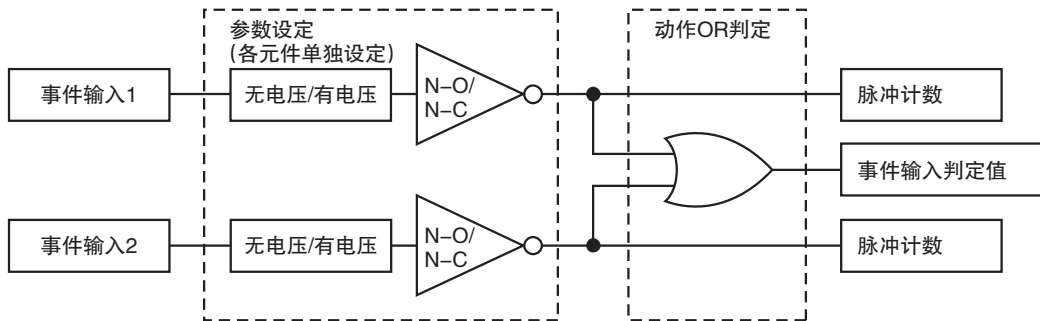 参数设定
(各元件单独设定)
动作OR判定
事件输入1
无电压/有电压
N–O/
N–C
脉冲计数
事件输入判定值
事件输入2
无电压/有电压
N–O/
N–C
脉冲计数